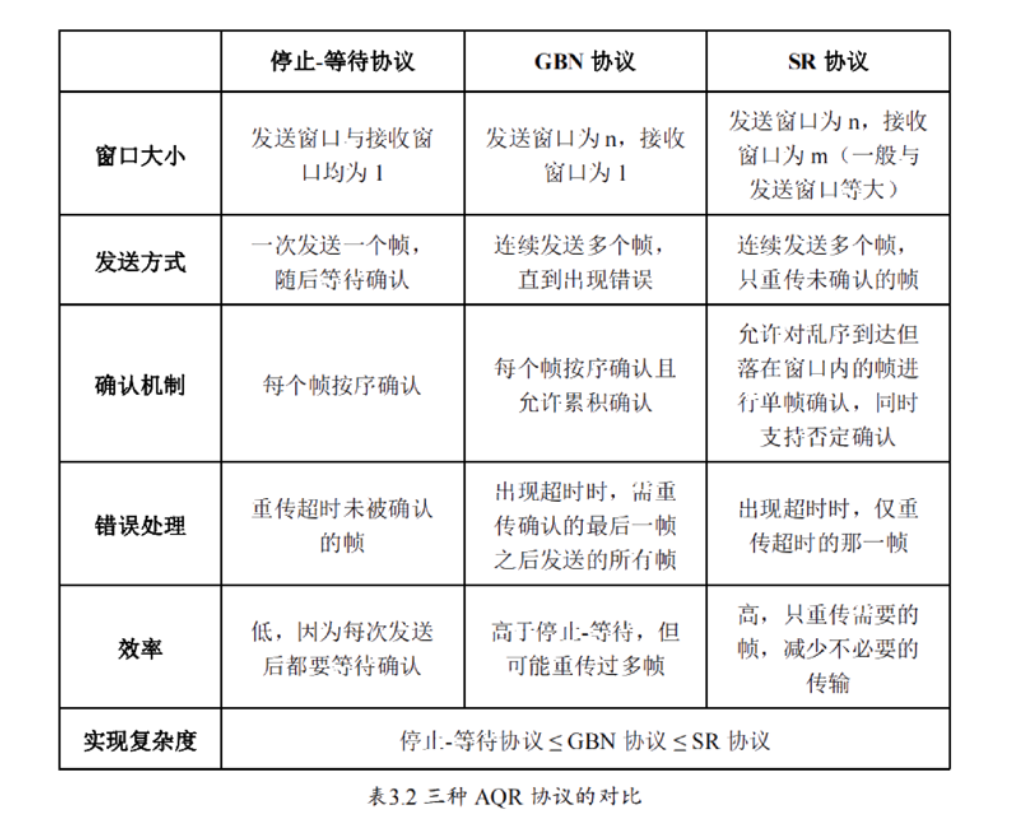 停止-等待协议 GBN 协议 SR 协议
窗口大小
发送窗口与接收窗
口均为 1
发送窗口为 n，接收
窗口为 1
发送窗口为 n，接收
窗口为 m（一般与
发送窗口等大）
发送方式
一次发送一个帧，
随后等待确认
连续发送多个帧，
直到出现错误
连续发送多个帧，
只重传未确认的帧
确认机制
每个帧按序确认
每个帧按序确认且
允许累积确认
允许对乱序到达但
落在窗口内的帧进
行单帧确认，同时
支持否定确认
错误处理
重传超时未被确认
的帧
出现超时时，需重
传确认的最后一帧
之后发送的所有帧
出现超时时，仅重
传超时的那一帧
效率
低，因为每次发送
后都要等待确认
高于停止-等待，但
可能重传过多帧
高，只重传需要的
帧，减少不必要的
传输
实现复杂度
停止-等待协议 ≤ GBN 协议 ≤ SR 协议
表3.2 三种 AQR 协议的对比